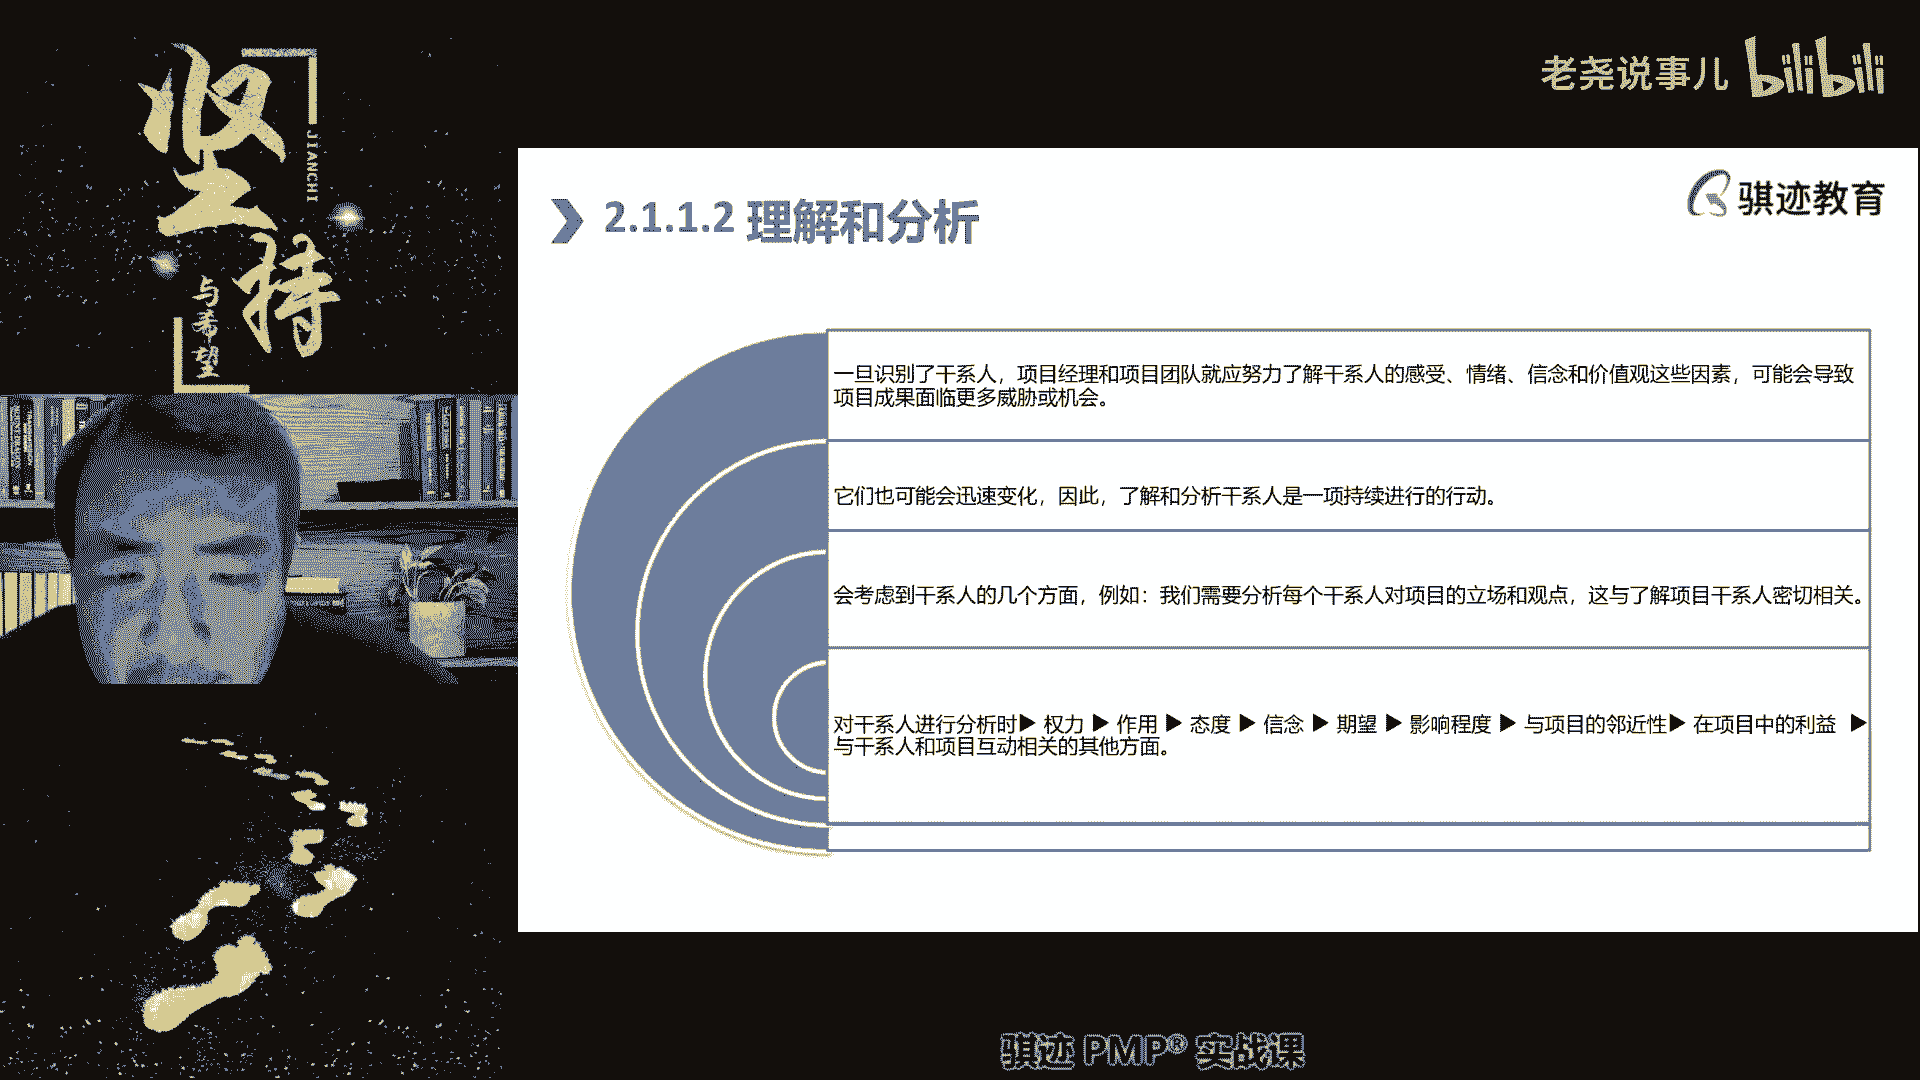 坚持
JIANCHI
与希望
老尧说事儿 bilibili
骐迹教育
2.1.1.2 理解和分析
一旦识别了干系人，项目经理和项目团队就应努力了解干系人的感受、情绪、信念和价值观这些因素，可能会导致
项目成果面临更多威胁或机会。
它们也可能会迅速变化，因此，了解和分析干系人是一项持续进行的行动。
会考虑到干系人的几个方面，例如：我们需要分析每个干系人对项目的立场和观点，这与了解项目干系人密切相关。
对干系人进行分析时▶ 权力 ▶ 作用 ▶ 态度 ▶ 信念 ▶ 期望 ▶ 影响程度 ▶ 与项目的邻近性▶ 在项目中的利益 ▶
与干系人和项目互动相关的其他方面。
骐迹 PMP® 实战课